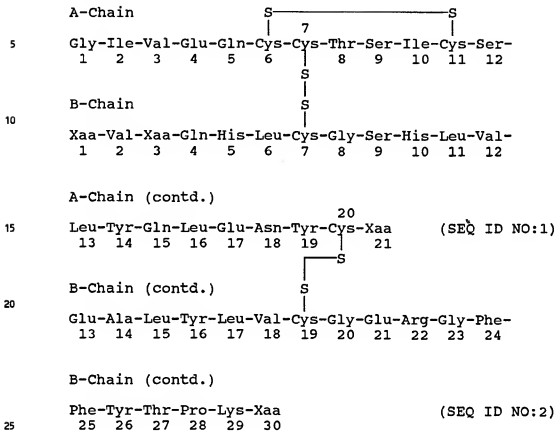 A-Chain
S S
7
5 Gly-Ile-Val-Glu-Gln-Cys-Cys-Thr-Ser-Ile-Cys-Ser-
1 2 3 4 5 6 8 9 10 11 12
S
S
B-Chain
10
Xaa-Val-Xaa-Gln-His-Leu-Cys-Gly-Ser-His-Leu-Val-
1 2 3 4 5 6 7 8 9 10 11 12
A-Chain (contd.)
20
15 Leu-Tyr-Gln-Leu-Glu-Asn-Tyr-Cys-Xaa (SEQ ID NO:1)
13 14 15 16 17 18 19 21
S
S
B-Chain (contd.)
20
Glu-Ala-Leu-Tyr-Leu-Val-Cys-Gly-Glu-Arg-Gly-Phe-
13 14 15 16 17 18 19 20 21 22 23 24
B-Chain (contd.)
Phe-Tyr-Thr-Pro-Lys-Xaa (SEQ ID NO:2)
25 25 26 27 28 29 30